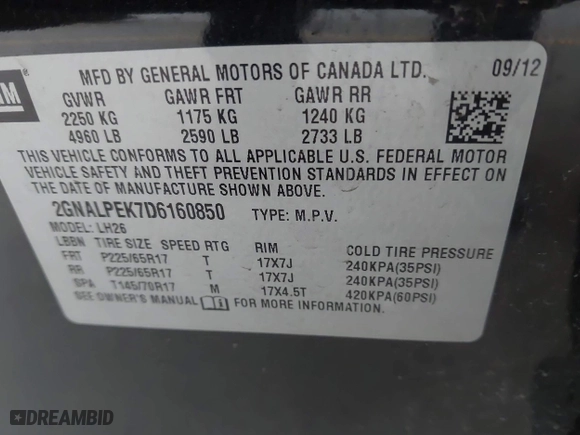 GM
MFD BY GENERAL MOTORS OF CANADA LTD. 09/12
GVWR GAWR FRT GAWR RR
2250 KG 1175 KG 1240 KG
4960 LB 2590 LB 2733 LB
THIS VEHICLE CONFORMS TO ALL APPLICABLE U.S. FEDERAL MOTOR
VEHICLE SAFETY AND THEFT PREVENTION STANDARDS IN EFFECT ON
THE DATE OF MANUFACTURE SHOWN ABOVE.
2GNALPEK7D6160850 TYPE: M.P.V.
MODEL: LH26
LBBN TIRE SIZE SPEED RTG RIM COLD TIRE PRESSURE
FRT P225/65R17 T 17X7J 240KPA(35PSI)
RR P225/65R17 T 17X7J 240KPA(35PSI)
SPA T145/70R17 M 17X4.5T 420KPA(60PSI)
SEE OWNER'S MANUAL i FOR MORE INFORMATION.
DREAMBID